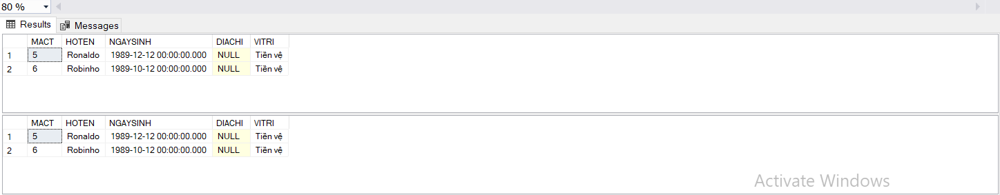 80 %
Results Messages
MACT HOTEN NGAYSINH DIACHI VITRI
1 5 Ronaldo 1989-12-12 00:00:00.000 NULL Tiền vệ
2 6 Robinho 1989-10-12 00:00:00.000 NULL Tiền vệ
MACT HOTEN NGAYSINH DIACHI VITRI
1 5 Ronaldo 1989-12-12 00:00:00.000 NULL Tiền vệ
2 6 Robinho 1989-10-12 00:00:00.000 NULL Tiền vệ
Activate Windows